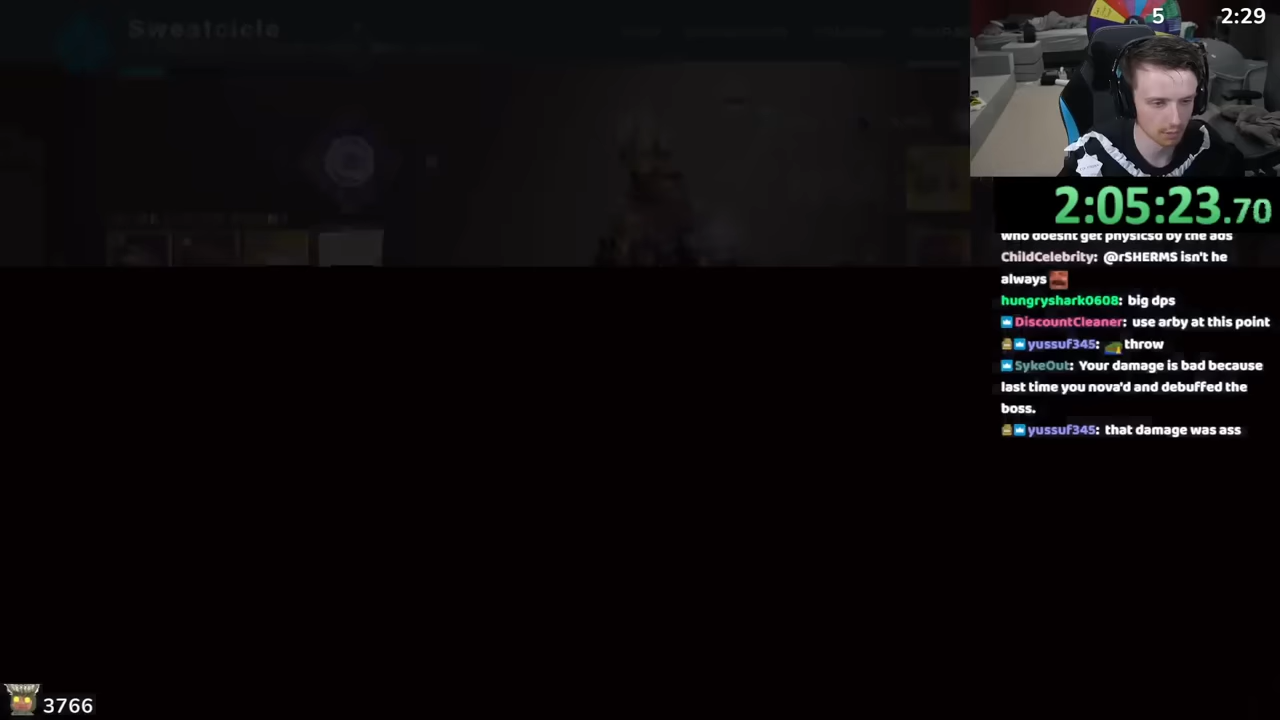 Sweatcicle
5
2:29
2:05:23.70
who doesnt get physicsd by the ads
ChildCelebrity: @rSHERMS isn't he
always
hungryshark0608: big dps
DiscountCleaner: use arby at this point
yussuf345: throw
SykeOut: Your damage is bad because
last time you nova'd and debuffed the
boss.
yussuf345: that damage was ass
3766